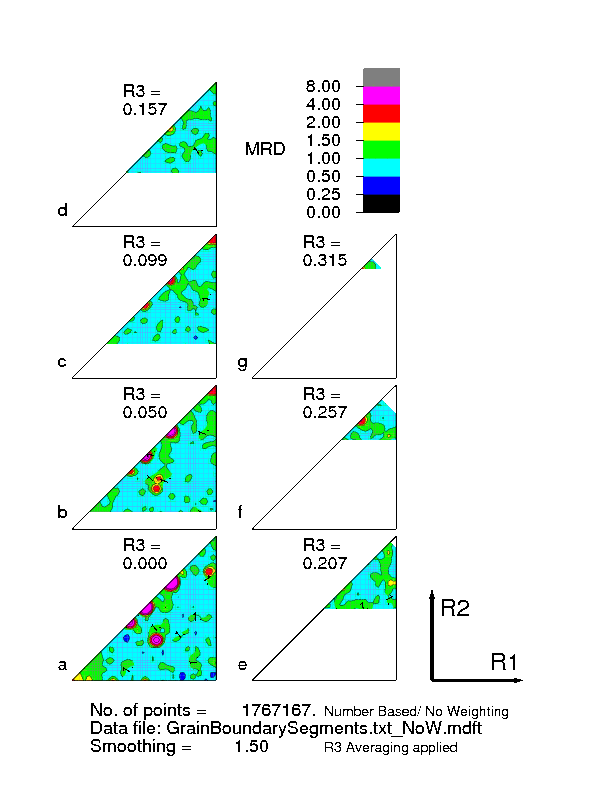 R3 =
0.157
d
MRD
8.00
4.00
2.00
1.50
1.00
0.50
0.25
0.00
R3 =
0.099
c
R3 =
0.315
g
R3 =
0.050
b
R3 =
0.257
f
R3 =
0.000
a
R3 =
0.207
e
R2
R1
No. of points = 1767167. Number Based/ No Weighting
Data file: GrainBoundarySegments.txt_NoW.mdft
Smoothing = 1.50 R3 Averaging applied